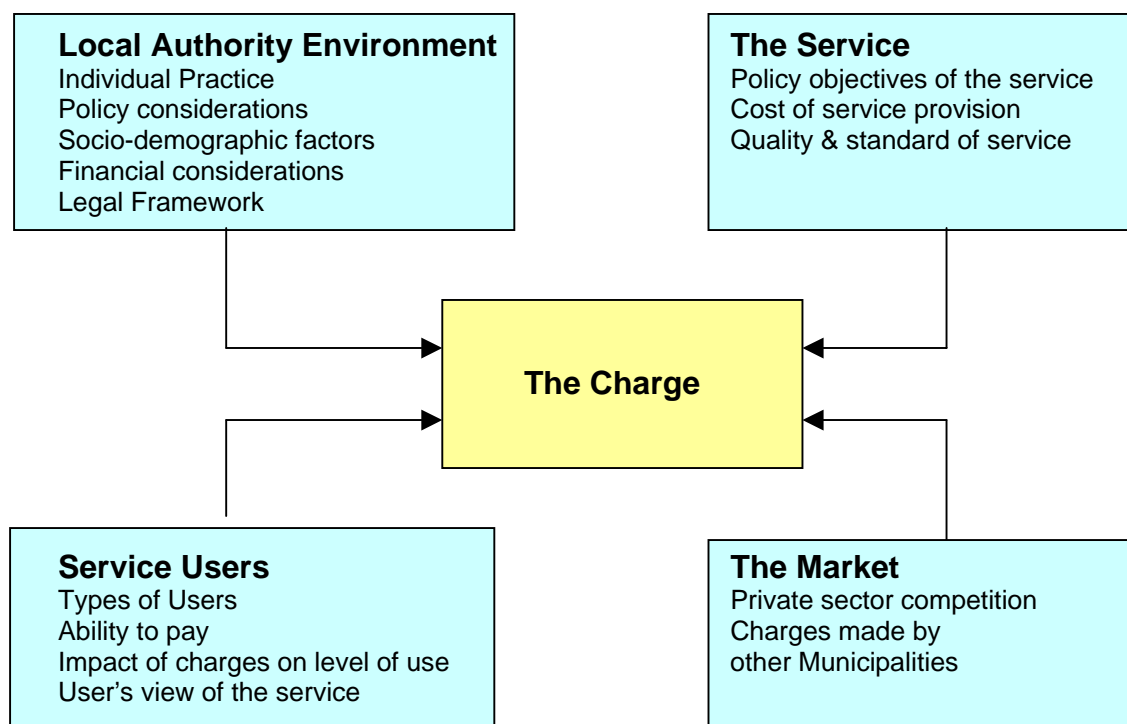 Local Authority Environment
Individual Practice
Policy considerations
Socio-demographic factors
Financial considerations
Legal Framework
The Service
Policy objectives of the service
Cost of service provision
Quality & standard of service
The Charge
Service Users
Types of Users
Ability to pay
Impact of charges on level of use
User's view of the service
The Market
Private sector competition
Charges made by
other Municipalities